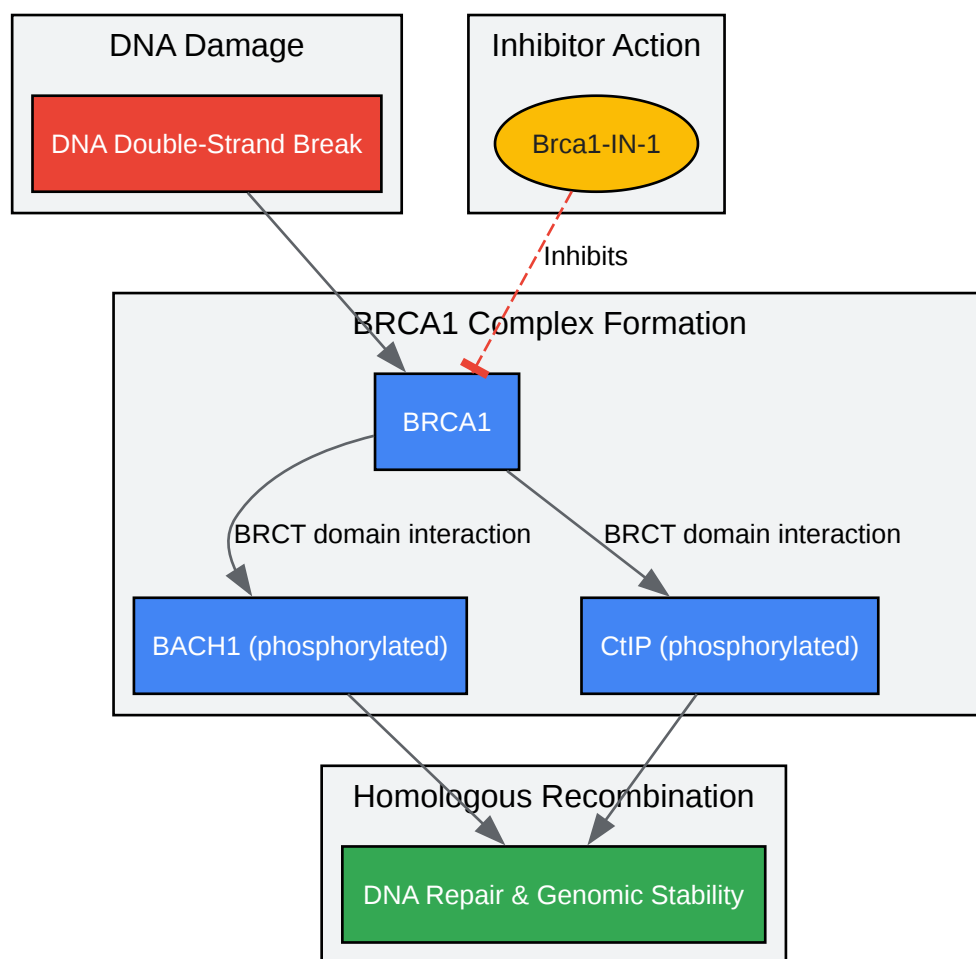 DNA Damage
DNA Double-Strand Break
Inhibitor Action
Brca1-IN-1
Inhibits
BRCA1 Complex Formation
BRCA1
BRCT domain interaction
BRCT domain interaction
BACH1 (phosphorylated)
CtIP (phosphorylated)
Homologous Recombination
DNA Repair & Genomic Stability